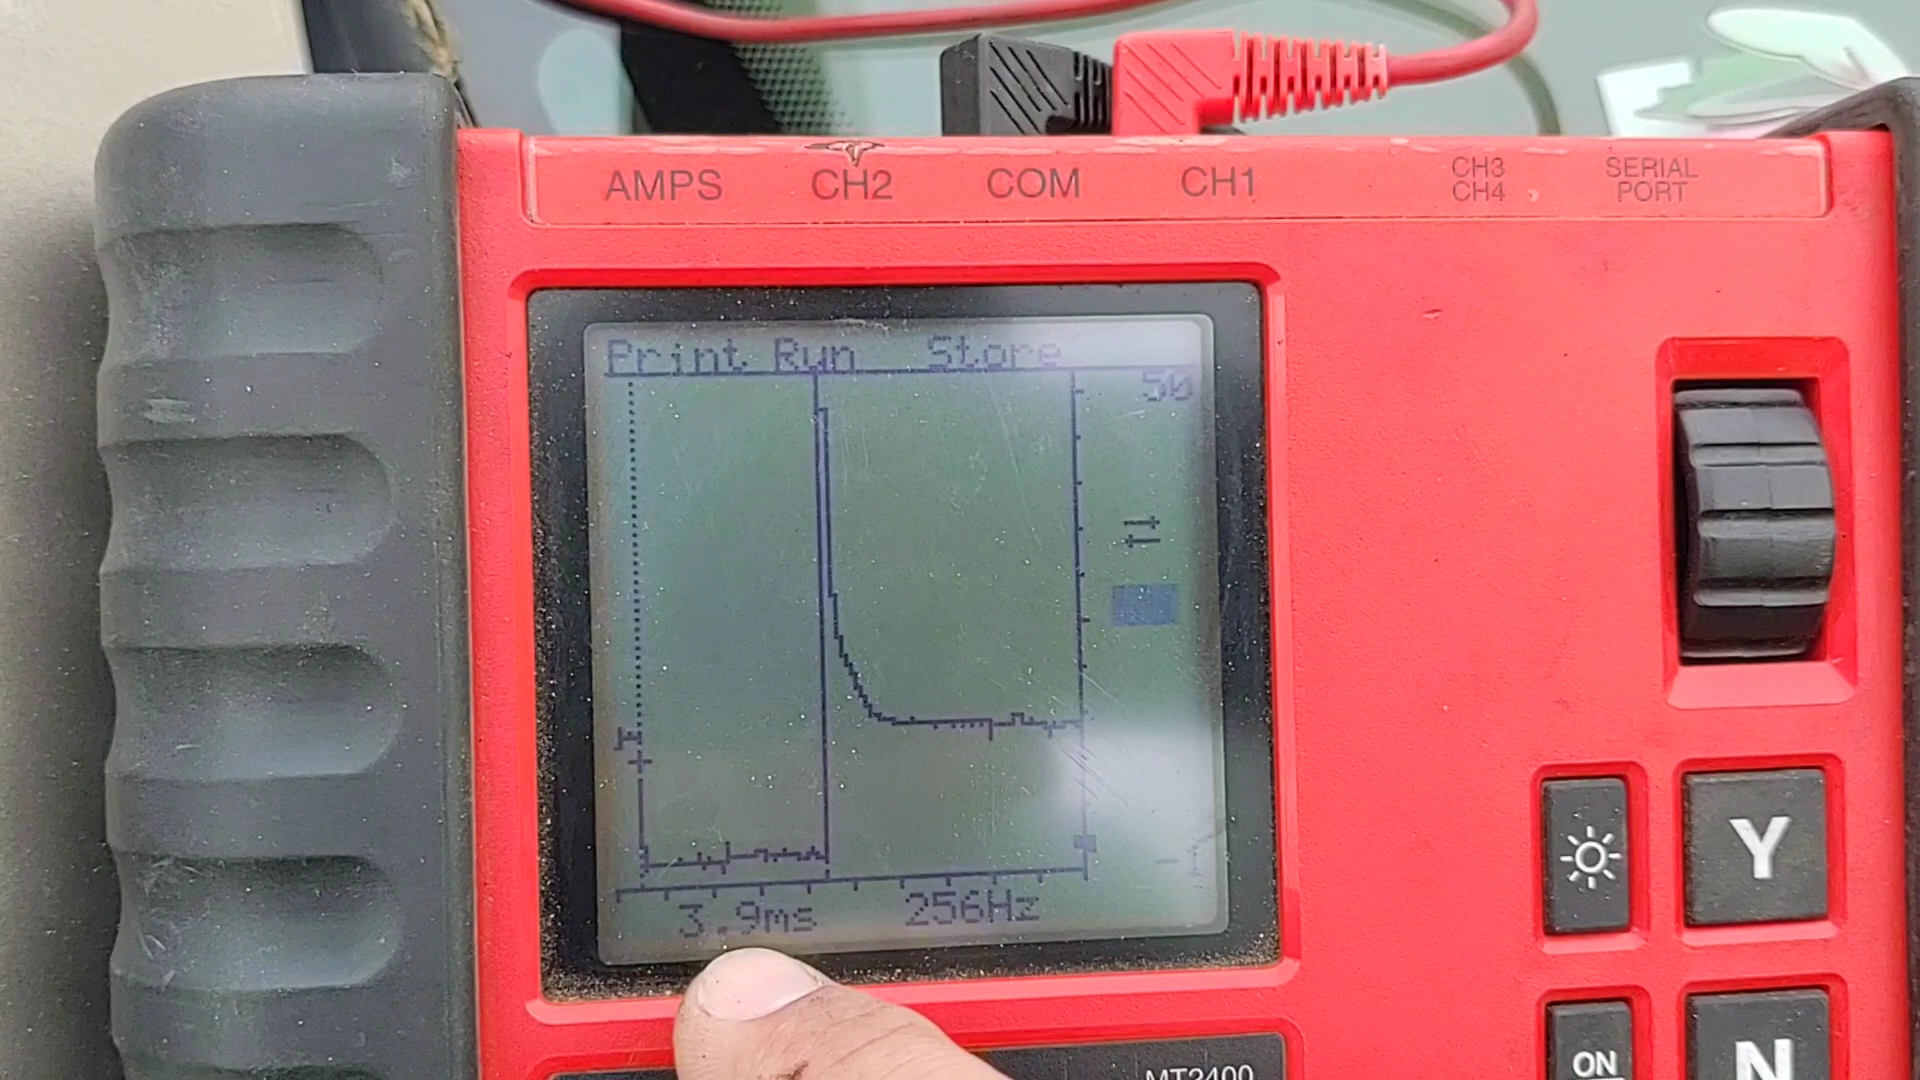 AMPS CH2 COM CH1 CH3 SERIAL
CH4 PORT
Print Run Store
50
3.9ms 256Hz
Y
ON
N
MT2400